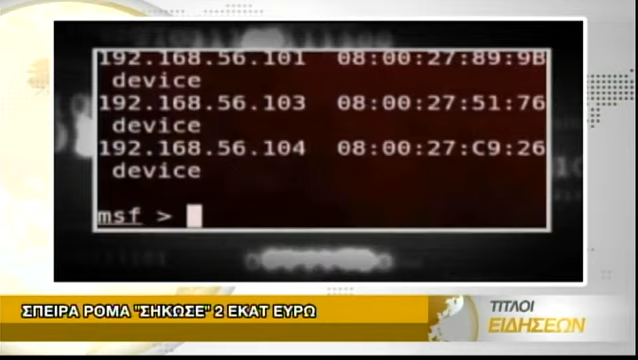 192.168.56.101 08:00:27:89:9B
device
192.168.56.103 08:00:27:51:76
device
192.168.56.104 08:00:27:C9:26
device
msf >
ΣΠΕΙΡΑ ΡΟΜΑ "ΣΗΚΩΣΕ" 2 ΕΚΑΤ ΕΥΡΩ
ΤΙΤΛΟΙ
ΕΙΔΗΣΕΩΝ